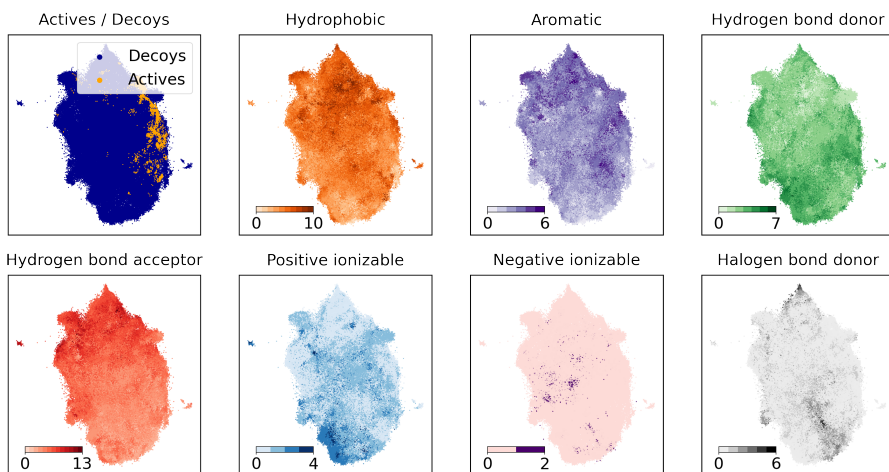 Actives / Decoys
Hydrophobic
Aromatic
Hydrogen bond donor
Decoys
Actives
0 10
0 6
0 7
Hydrogen bond acceptor
Positive ionizable
Negative ionizable
Halogen bond donor
0 13
0 4
0 2
0 6